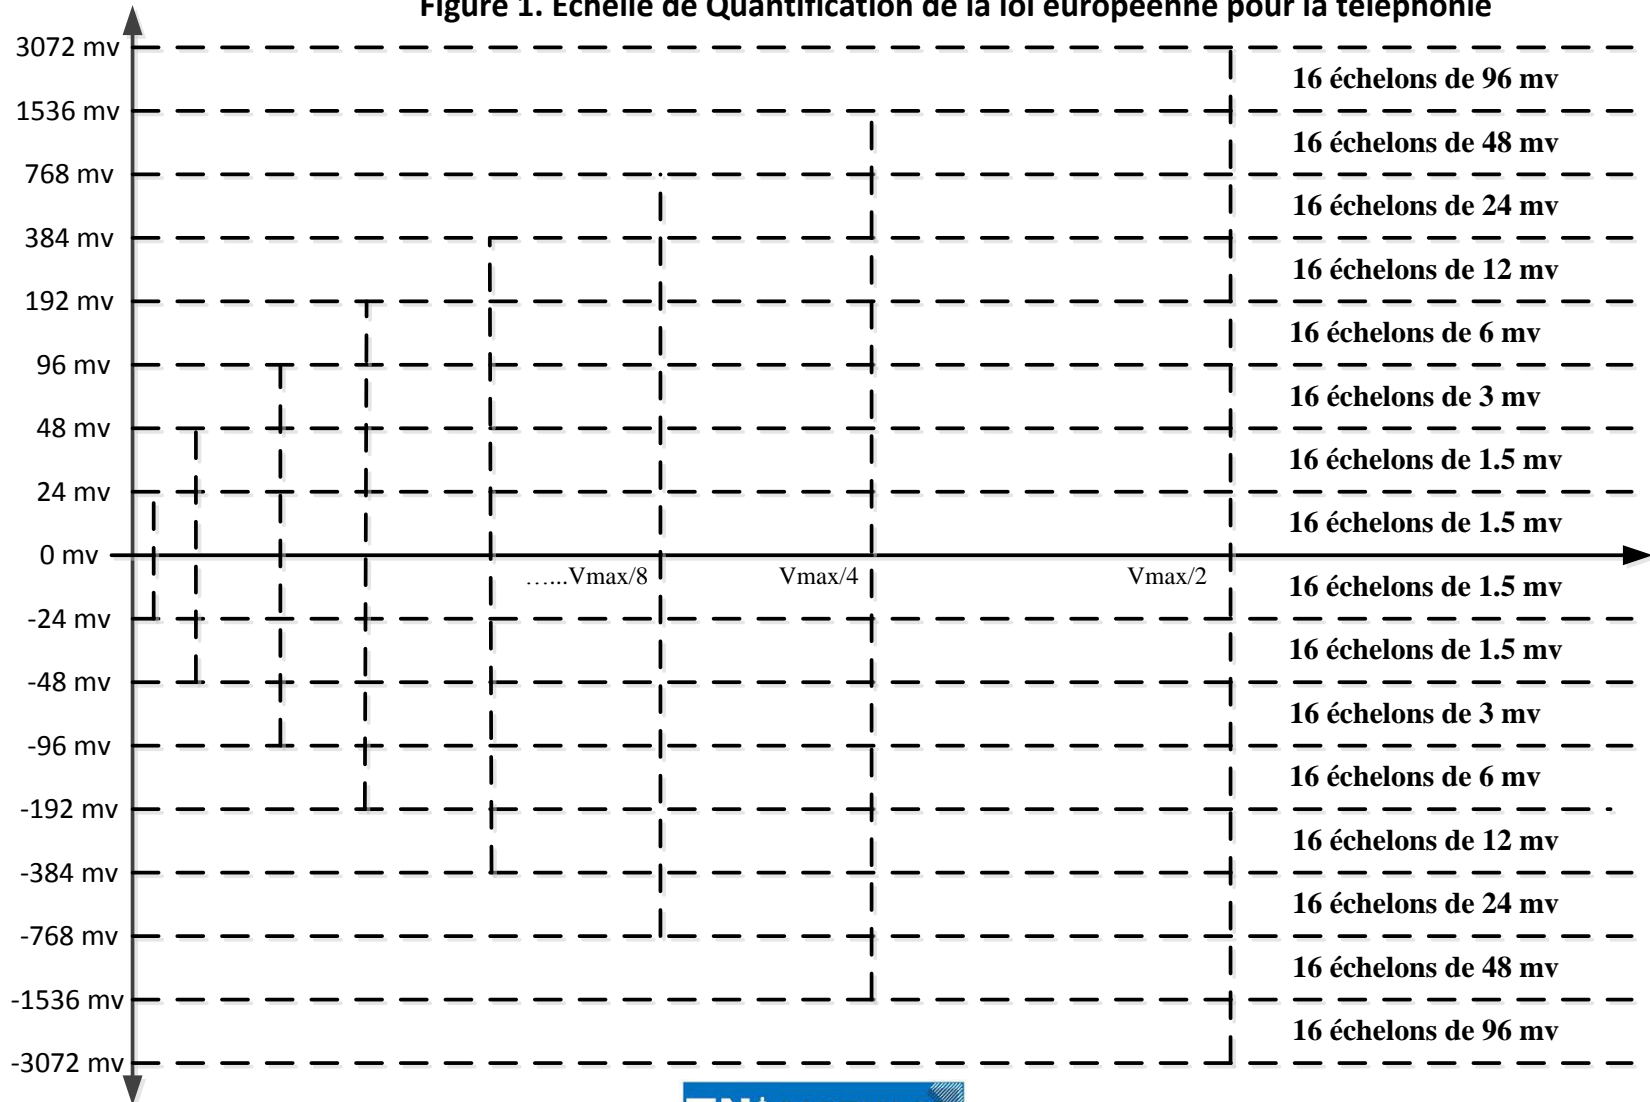 Figure 1. Echelle de Quantification de la loi européenne pour la téléphonie
3072 mv
16 échelons de 96 mv
1536 mv
16 échelons de 48 mv
768 mv
16 échelons de 24 mv
384 mv
16 échelons de 12 mv
192 mv
16 échelons de 6 mv
96 mv
16 échelons de 3 mv
48 mv
16 échelons de 1.5 mv
24 mv
16 échelons de 1.5 mv
0 mv
…...Vmax/8 Vmax/4 Vmax/2
16 échelons de 1.5 mv
-24 mv
16 échelons de 1.5 mv
-48 mv
16 échelons de 3 mv
-96 mv
16 échelons de 6 mv
-192 mv
16 échelons de 12 mv
-384 mv
16 échelons de 24 mv
-768 mv
16 échelons de 48 mv
-1536 mv
16 échelons de 96 mv
-3072 mv